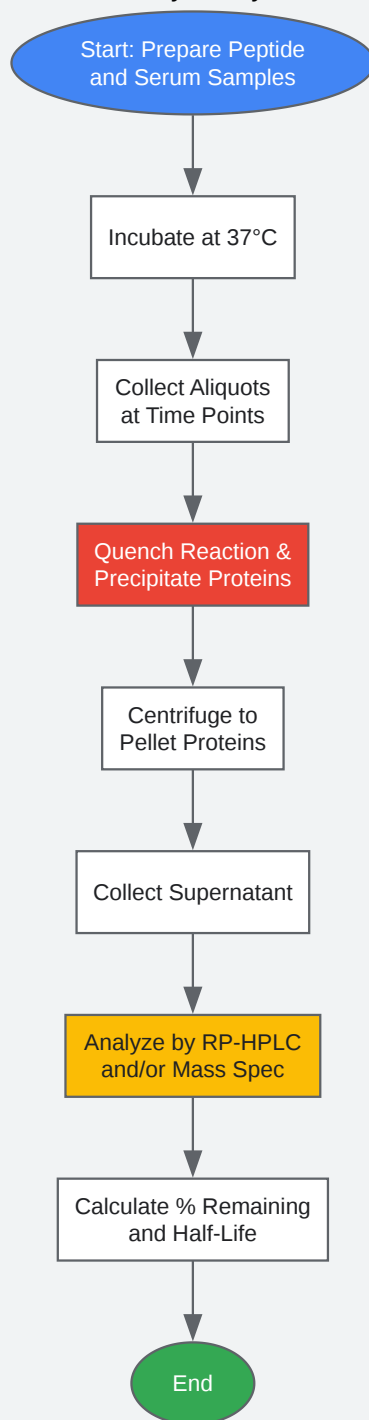 Start: Prepare Peptide
and Serum Samples
Incubate at 37°C
Collect Aliquots
at Time Points
Quench Reaction &
Precipitate Proteins
Centrifuge to
Pellet Proteins
Collect Supernatant
Analyze by RP-HPLC
and/or Mass Spec
Calculate % Remaining
and Half-Life
End